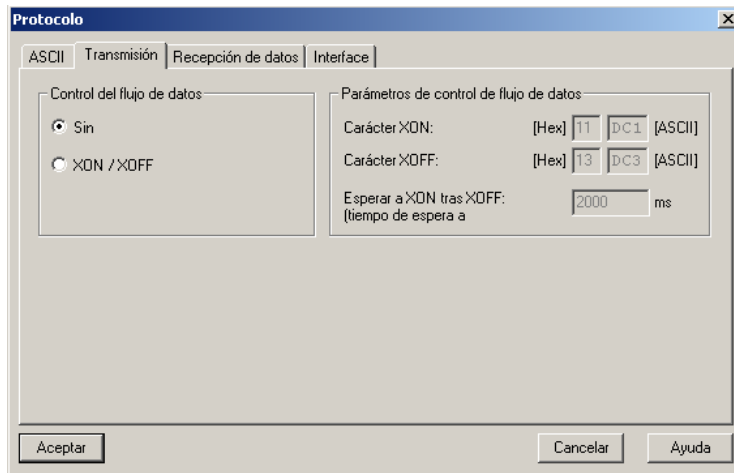 Protocolo
ASCII Transmisión Recepción de datos Interface
Control del flujo de datos
Sin
XON / XOFF
Parámetros de control de flujo de datos
Carácter XON: [Hex] 11 DC1 [ASCII]
Carácter XOFF: [Hex] 13 DC3 [ASCII]
Esperar a XON tras XOFF: 2000 ms
(tiempo de espera a
Aceptar Cancelar Ayuda